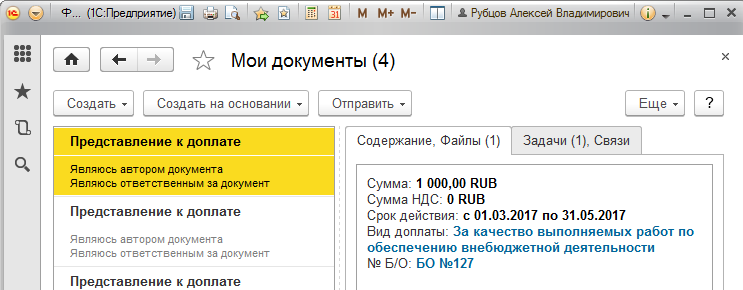 Ф... (1С:Предприятие) 31 М М+ М- Рубцов Алексей Владимирович
Мои документы (4)
Создать Создать на основании Отправить Еще ?
Представление к доплате
Являюсь автором документа
Являюсь ответственным за документ
Представление к доплате
Являюсь автором документа
Являюсь ответственным за документ
Представление к доплате
Содержание, Файлы (1) Задачи (1), Связи
Сумма: 1 000,00 RUB
Сумма НДС: 0 RUB
Срок действия: с 01.03.2017 по 31.05.2017
Вид доплаты: За качество выполняемых работ по
обеспечению внебюджетной деятельности
№ Б/О: БО №127